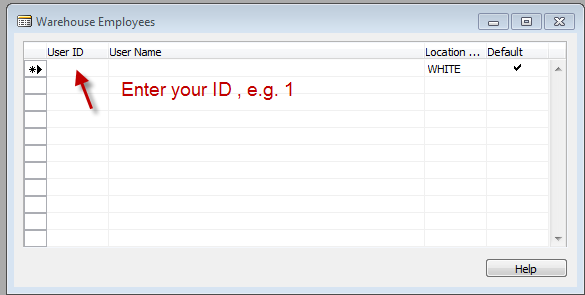 Warehouse Employees
User ID User Name Location ... Default
WHITE
Enter your ID , e.g. 1
Help